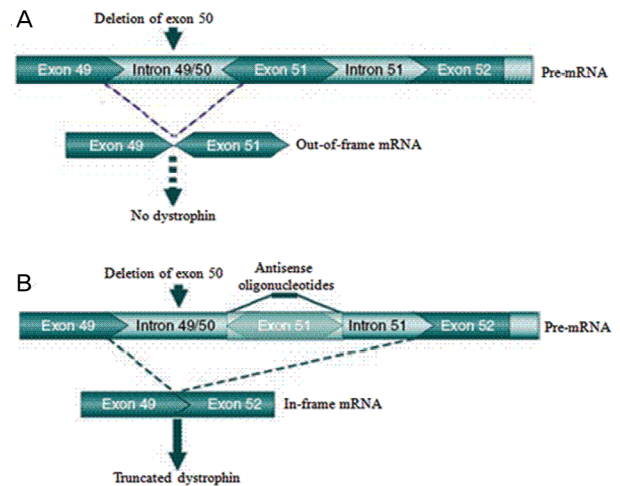 A
Deletion of exon 50
Exon 49 Intron 49/50 Exon 51 Intron 51 Exon 52 Pre-mRNA
Exon 49 Exon 51 Out-of-frame mRNA
No dystrophin
B
Deletion of exon 50
Antisense
oligonucleotides
Exon 49 Intron 49/50 Exon 51 Intron 51 Exon 52 Pre-mRNA
Exon 49 Exon 52 In-frame mRNA
Truncated dystrophin